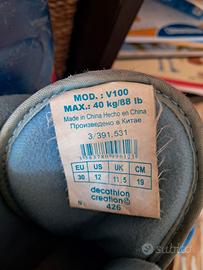 MOD. : V100
MAX.: 40 kg/88 lb
Made in China Hecho en China
Произведено в Китае
3/391.531
EU US UK CM
30 12 11,5 19
decathlon
creation©
N. 426
subito